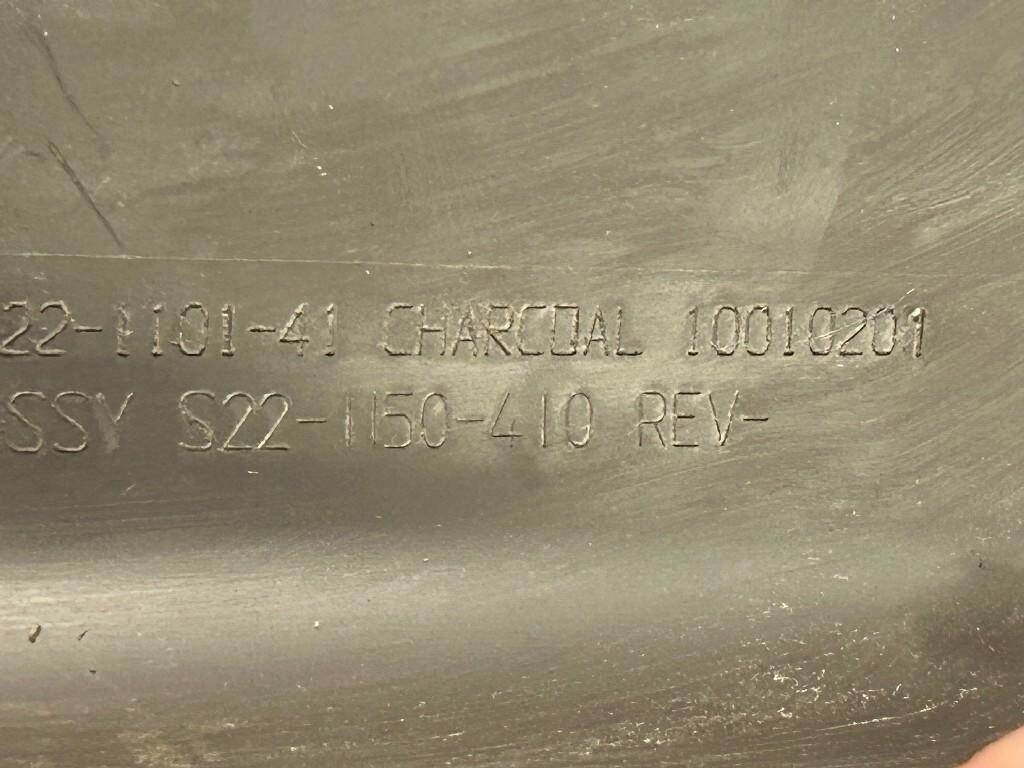 22-1101-41 CHARCOAL 10010201
SSY S22-1150-410 REV-